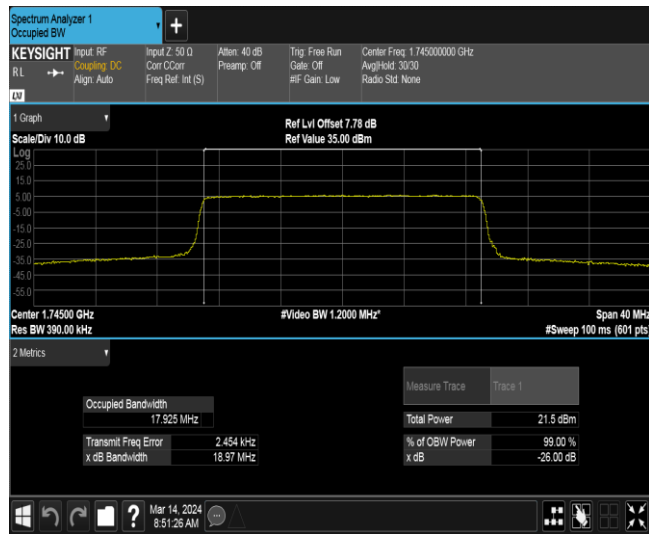 Spectrum Analyzer 1
Occupied BW
+
KEYSIGHT
R L
LXI
Input: RF
Coupling: DC
Align: Auto
Input Z: 50 Ω
Corr CCorr
Freq Ref: Int (S)
Atten: 40 dB
Preamp: Off
Trig: Free Run
Gate: Off
#IF Gain: Low
Center Freq: 1.745000000 GHz
Avg|Hold: 30/30
Radio Std: None
1 Graph
Scale/Div 10.0 dB
Ref Lvl Offset 7.78 dB
Ref Value 35.00 dBm
Log
25.0
15.0
5.00
-5.00
-15.0
-25.0
-35.0
-45.0
-55.0
Center 1.74500 GHz
#Video BW 1.2000 MHz*
Span 40 MHz
Res BW 390.00 kHz
#Sweep 100 ms (601 pts)
2 Metrics
Measure Trace
Trace 1
Occupied Bandwidth
17.925 MHz
Total Power
21.5 dBm
Transmit Freq Error
2.454 kHz
% of OBW Power
99.00 %
x dB Bandwidth
18.97 MHz
x dB
-26.00 dB
?
Mar 14, 2024
8:51:26 AM